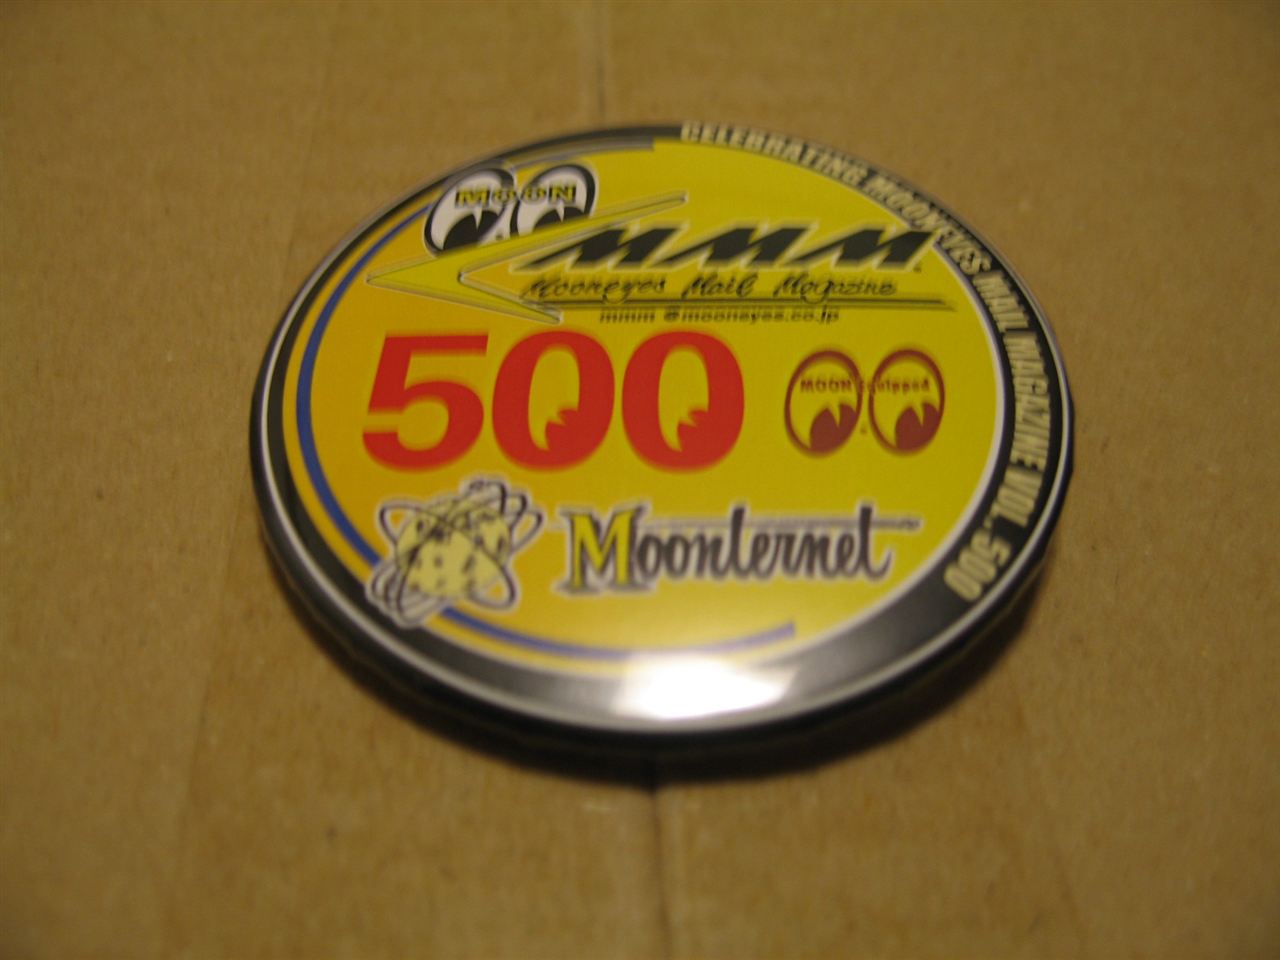 CELEBRATING MOONEYES MAIL MAGAZINE VOL. 500
MOON
MMM
Mooneyes Mail Magazine
mmm @mooneyes.co.jp
500
MOON Equipped
Moonternet